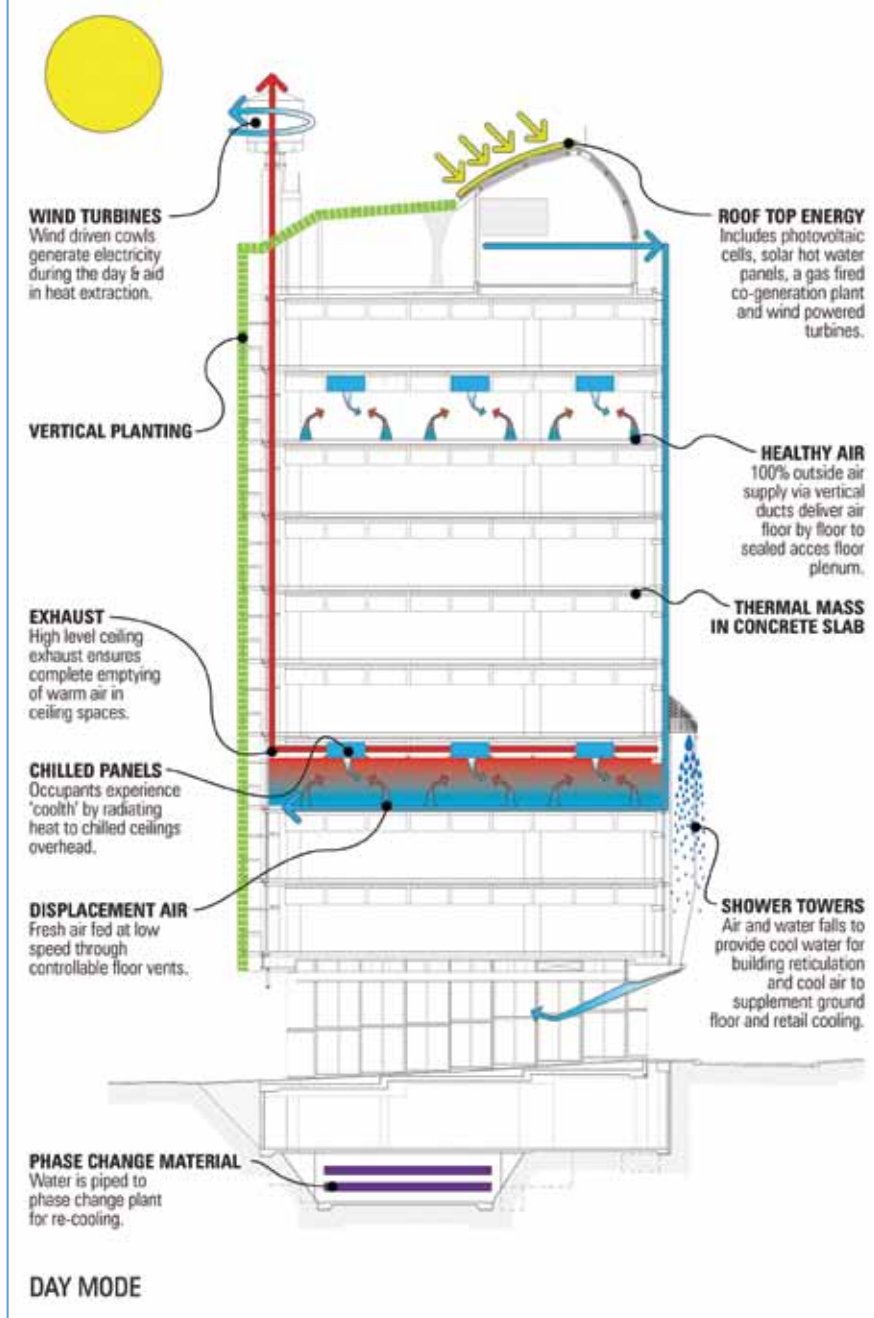 WIND TURBINES
Wind driven cowls
generate electricity
during the day & aid
in heat extraction.
VERTICAL PLANTING
EXHAUST
High level ceiling
exhaust ensures
complete emptying
of warm air in
ceiling spaces.
CHILLED PANELS
Occupants experience
'coolth' by radiating
heat to chilled ceilings
overhead.
DISPLACEMENT AIR
Fresh air fed at low
speed through
controllable floor vents.
PHASE CHANGE MATERIAL
Water is piped to
phase change plant
for re-cooling.
ROOF TOP ENERGY
Includes photovoltaic
cells, solar hot water
panels, a gas fired
co-generation plant
and wind powered
turbines.
HEALTHY AIR
100% outside air
supply via vertical
ducts deliver air
floor by floor to
sealed acces floor
plenum.
THERMAL MASS
IN CONCRETE SLAB
SHOWER TOWERS
Air and water falls to
provide cool water for
building reticulation
and cool air to
supplement ground
floor and retail cooling.
DAY MODE